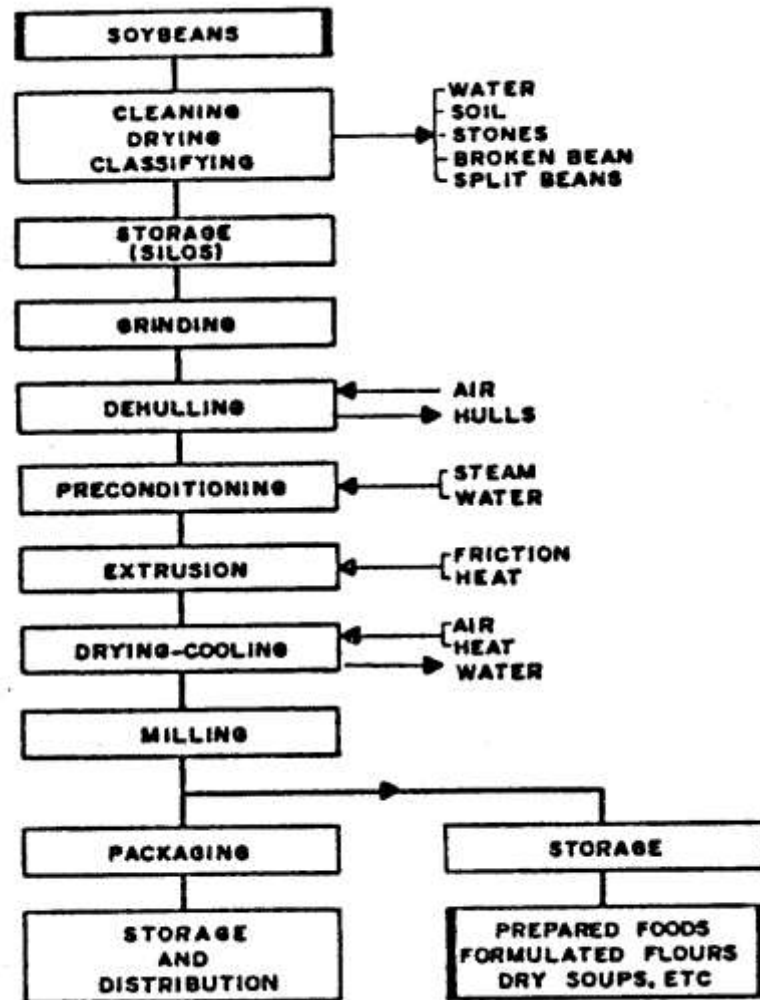 SOYBEANS
CLEANING
DRYING
CLASSIFYING
WATER
SOIL
STONES
BROKEN BEAN
SPLIT BEANS
STORAGE
(SILOS)
GRINDING
DEHULLING
AIR
HULLS
PRECONDITIONING
STEAM
WATER
EXTRUSION
FRICTION
HEAT
DRYING-COOLING
AIR
HEAT
WATER
MILLING
PACKAGING
STORAGE
STORAGE
AND
DISTRIBUTION
PREPARED FOODS
FORMULATED FLOURS
DRY SOUPS, ETC